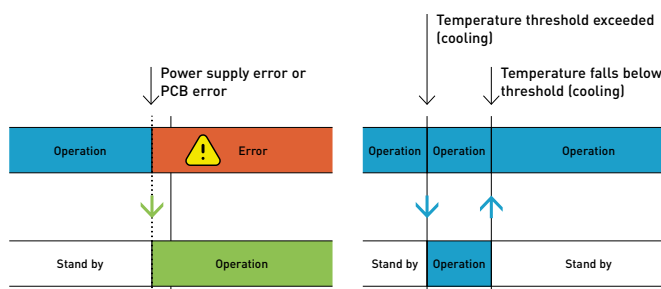 Temperature threshold exceeded
(cooling)
Power supply error or
PCB error
Temperature falls below
threshold (cooling)
Operation
Error
Operation
Operation
Operation
Stand by
Operation
Stand by
Operation
Stand by